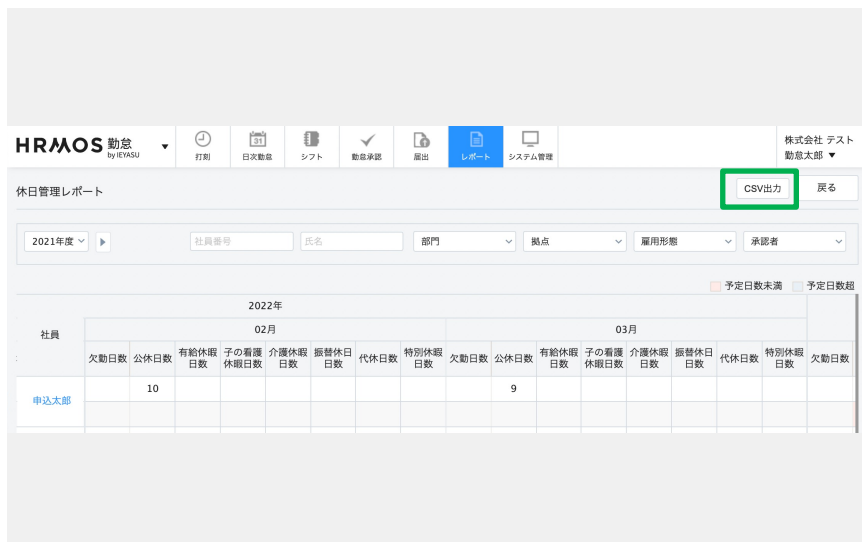 HRMOS 勤怠 ▼
by IEYASU
打刻
31
日次勤怠
シフト
勤怠承認
届出
レポート
システム管理
株式会社 テスト
勤怠太郎 ▼
休日管理レポート
CSV出力
戻る
2021年度
社員番号
氏名
部門
拠点
雇用形態
承認者
予定日数未満
予定日数超
2022年
社員
02月
03月
欠勤日数 公休日数 有給休暇日数 子の看護休暇日数 介護休暇日数 振替休日日数 代休日数 特別休暇日数 欠勤日数 公休日数 有給休暇日数 子の看護休暇日数 介護休暇日数 振替休日日数 代休日数 特別休暇日数 欠勤日数
申込太郎
10
9